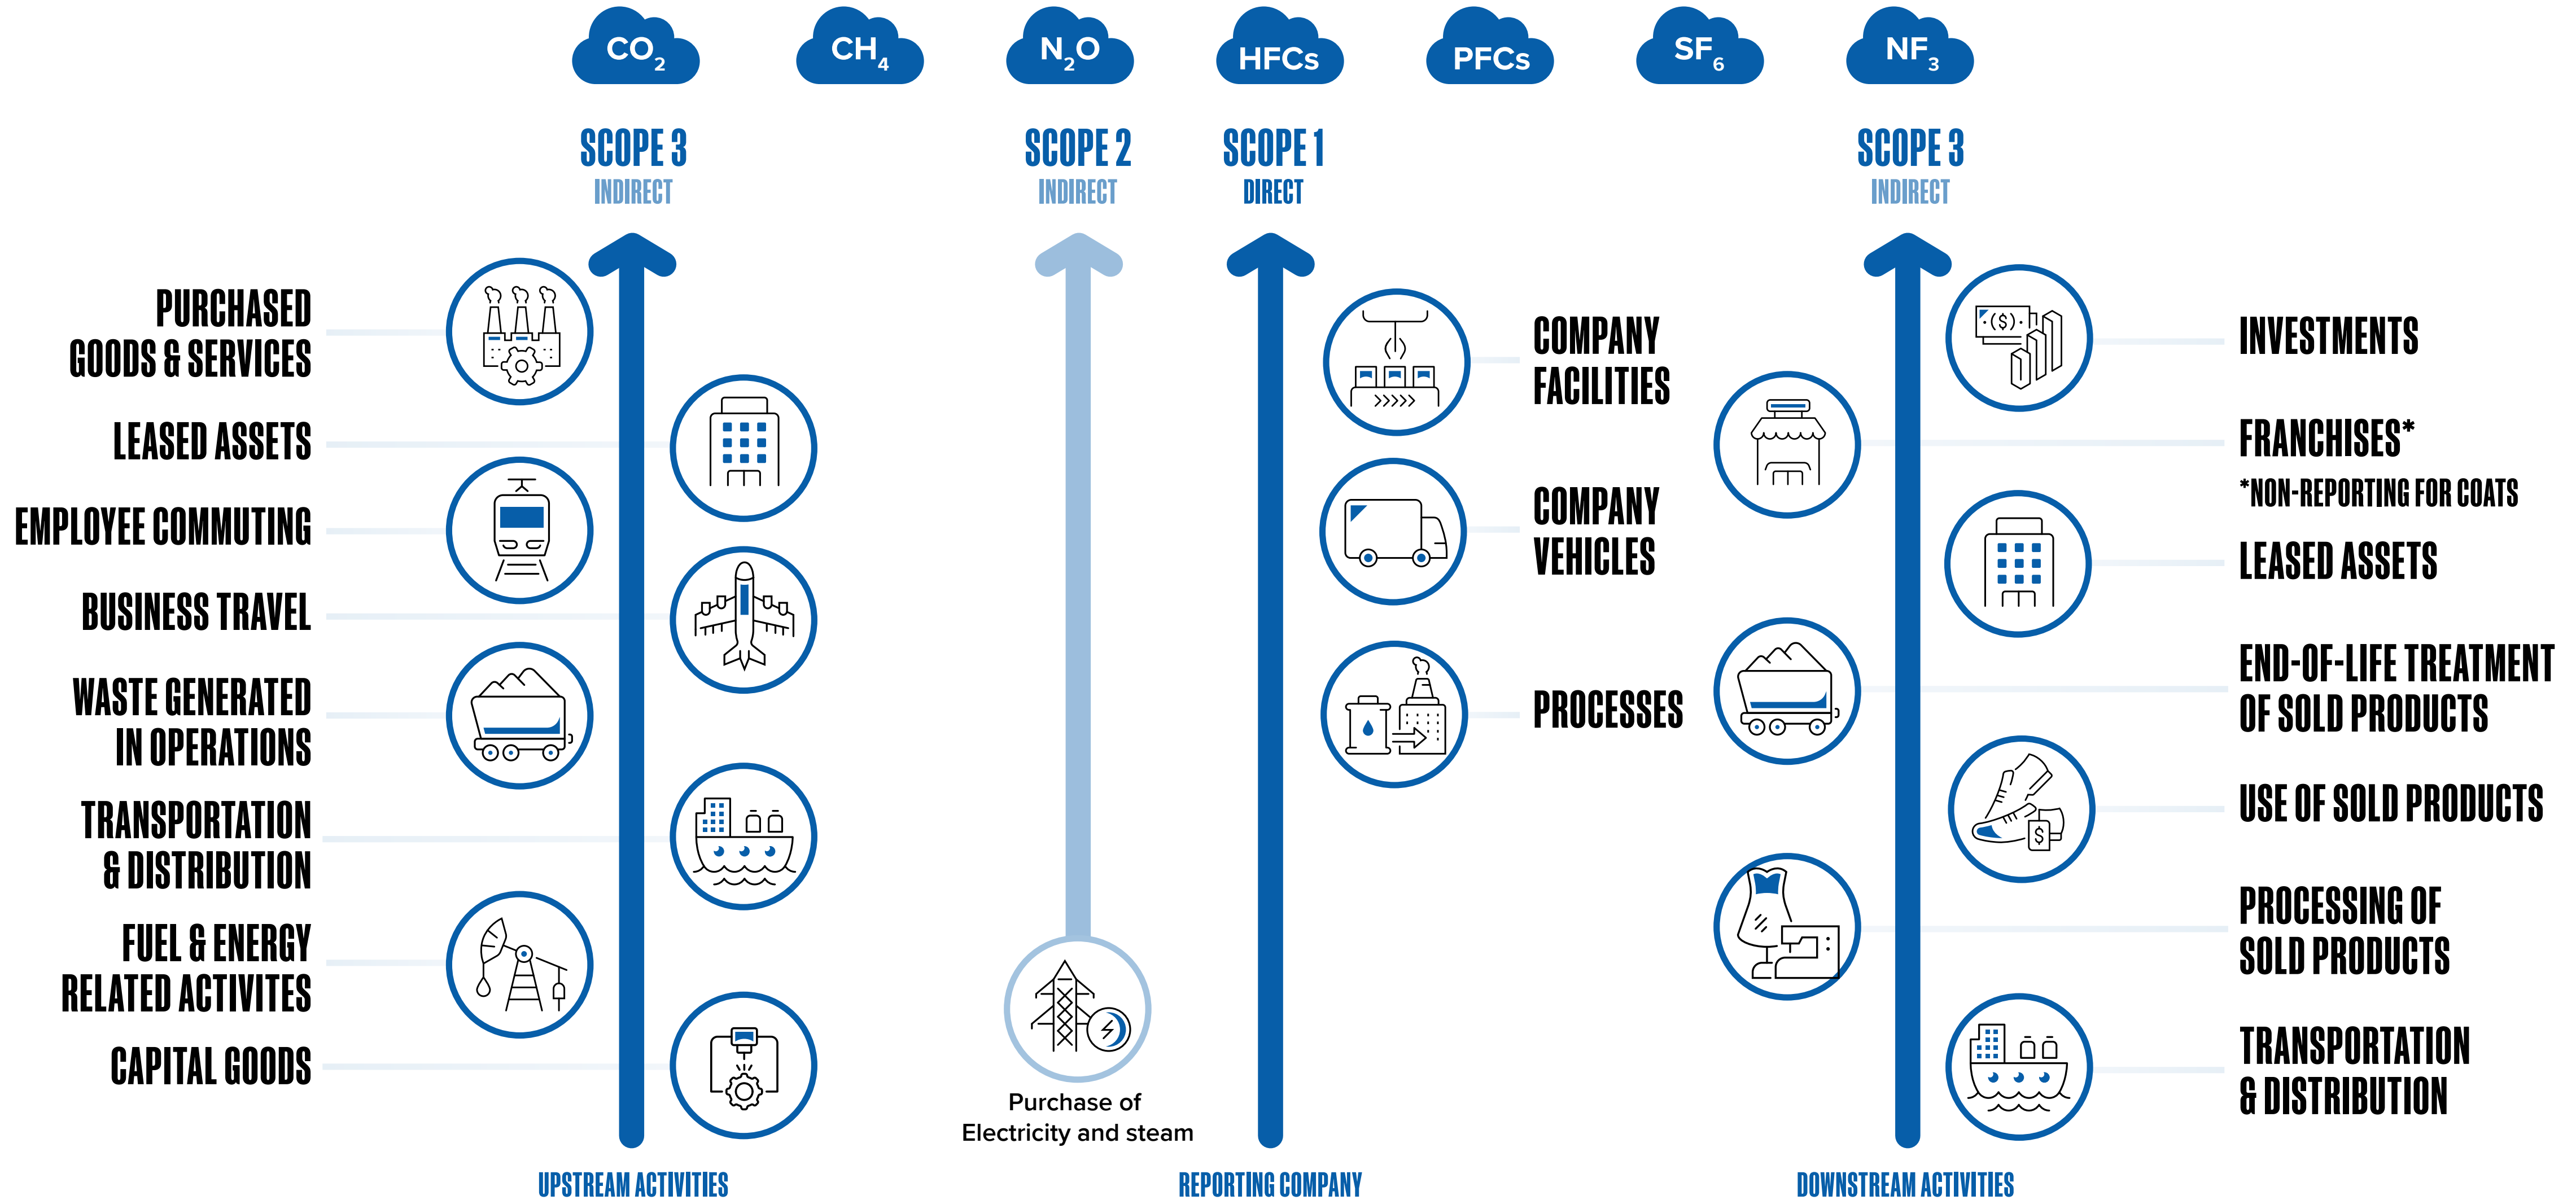 CO2
CH4
N2O
HFCs
PFCs
SF6
NF3
SCOPE 3
INDIRECT
SCOPE 2
INDIRECT
SCOPE 1
DIRECT
SCOPE 3
INDIRECT
PURCHASED
GOODS & SERVICES
LEASED ASSETS
EMPLOYEE COMMUTING
BUSINESS TRAVEL
WASTE GENERATED
IN OPERATIONS
TRANSPORTATION
& DISTRIBUTION
FUEL & ENERGY
RELATED ACTIVITES
CAPITAL GOODS
UPSTREAM ACTIVITIES
Purchase of
Electricity and steam
COMPANY
FACILITIES
COMPANY
VEHICLES
PROCESSES
REPORTING COMPANY
($)
INVESTMENTS
FRANCHISES*
*NON-REPORTING FOR COATS
LEASED ASSETS
END-OF-LIFE TREATMENT
OF SOLD PRODUCTS
$
USE OF SOLD PRODUCTS
PROCESSING OF
SOLD PRODUCTS
TRANSPORTATION
& DISTRIBUTION
DOWNSTREAM ACTIVITIES